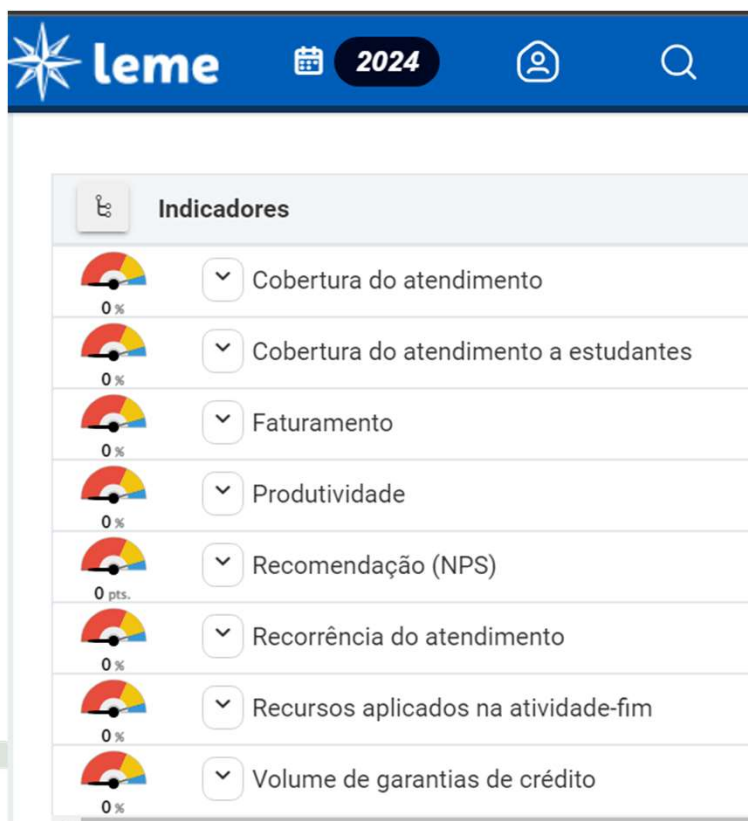 leme 2024
Indicadores
Cobertura do atendimento
0 %
Cobertura do atendimento a estudantes
0 %
Faturamento
0 %
Produtividade
0 %
Recomendação (NPS)
0 pts.
Recorrência do atendimento
0 %
Recursos aplicados na atividade-fim
0 %
Volume de garantias de crédito
0 %